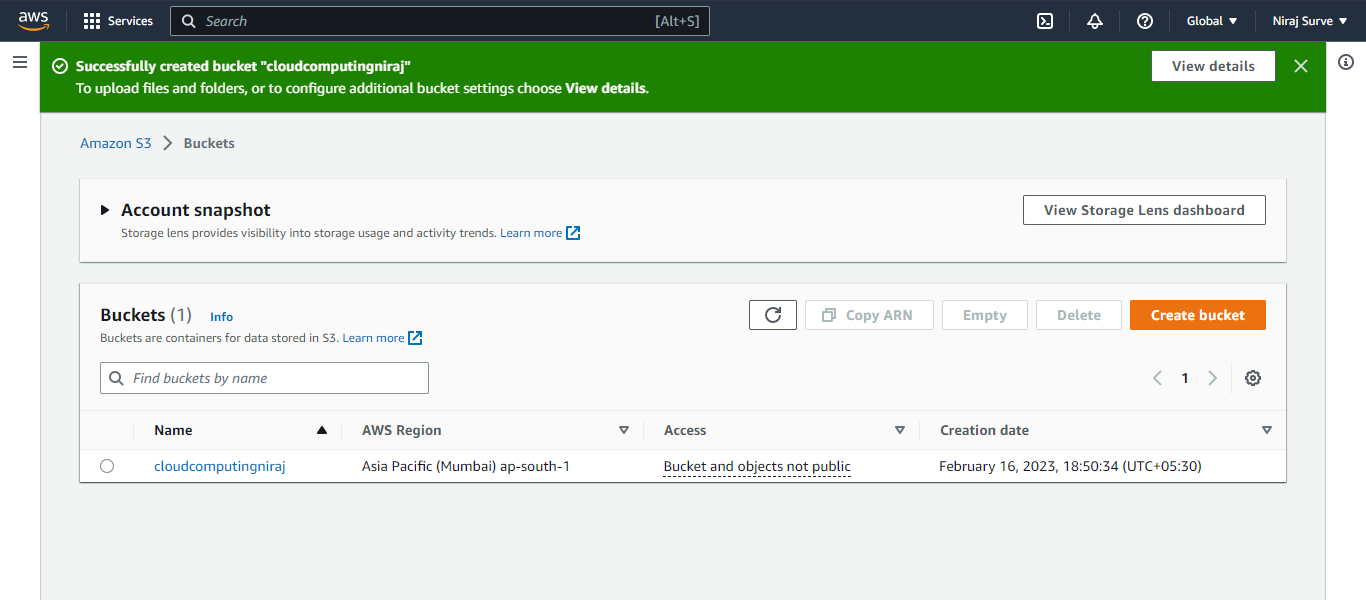 aws Services Search [Alt+S] Global Niraj Surve
Successfully created bucket "cloudcomputingniraj" View details
To upload files and folders, or to configure additional bucket settings choose View details.
Amazon S3 Buckets
Account snapshot View Storage Lens dashboard
Storage lens provides visibility into storage usage and activity trends. Learn more
Buckets (1) Info Copy ARN Empty Delete Create bucket
Buckets are containers for data stored in S3. Learn more
Find buckets by name 1
Name AWS Region Access Creation date
cloudcomputingniraj Asia Pacific (Mumbai) ap-south-1 Bucket and objects not public February 16, 2023, 18:50:34 (UTC+05:30)